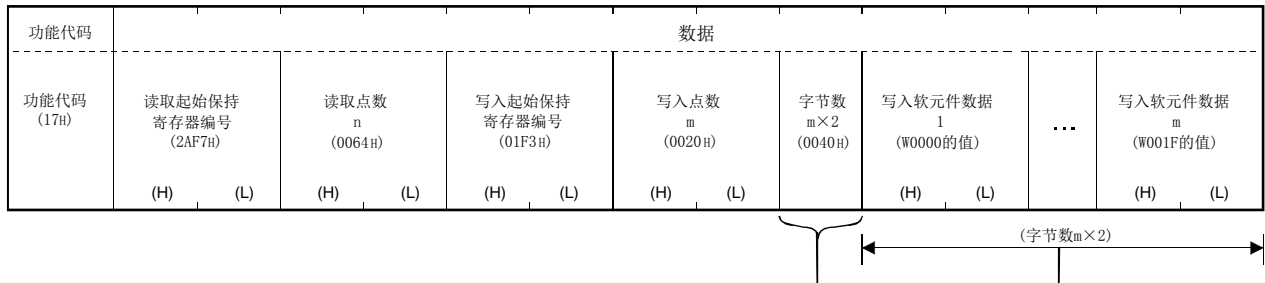 功能代码
数据
功能代码
(17H)
读取起始保持
寄存器编号
(2AF7H)
(H) (L)
读取点数
n
(0064H)
(H) (L)
写入起始保持
寄存器编号
(01F3H)
(H) (L)
写入点数
m
(0020H)
(H) (L)
字节数
m×2
(0040H)
写入软元件数据
1
(W0000的值)
(H) (L)
...
写入软元件数据
m
(W001F的值)
(H) (L)
(字节数m×2)